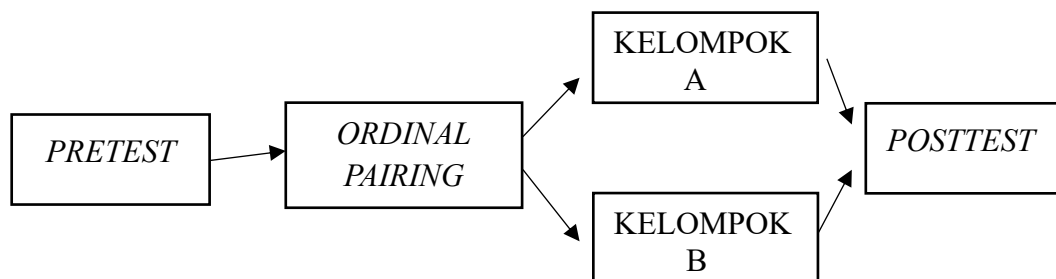 PRETEST
ORDINAL
PAIRING
KELOMPOK
A
KELOMPOK
B
POSTTEST